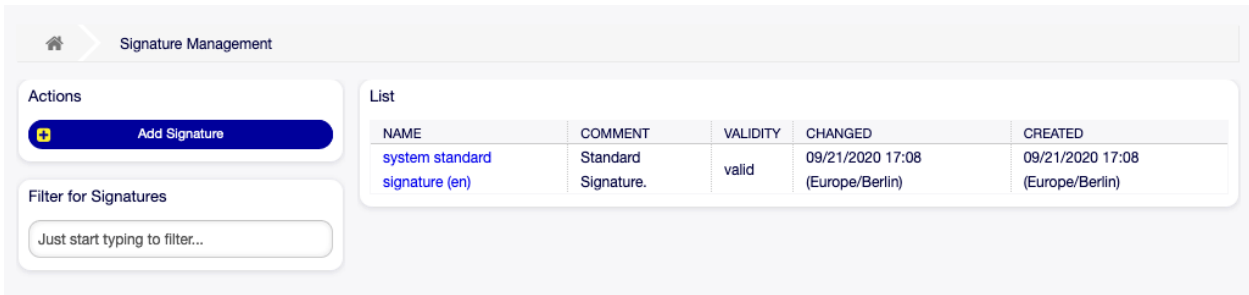 Signature Management
Actions
Add Signature
Filter for Signatures
Just start typing to filter...
List
NAME COMMENT VALIDITY CHANGED CREATED
system standard Standard valid 09/21/2020 17:08 09/21/2020 17:08
signature (en) Signature. (Europe/Berlin) (Europe/Berlin)